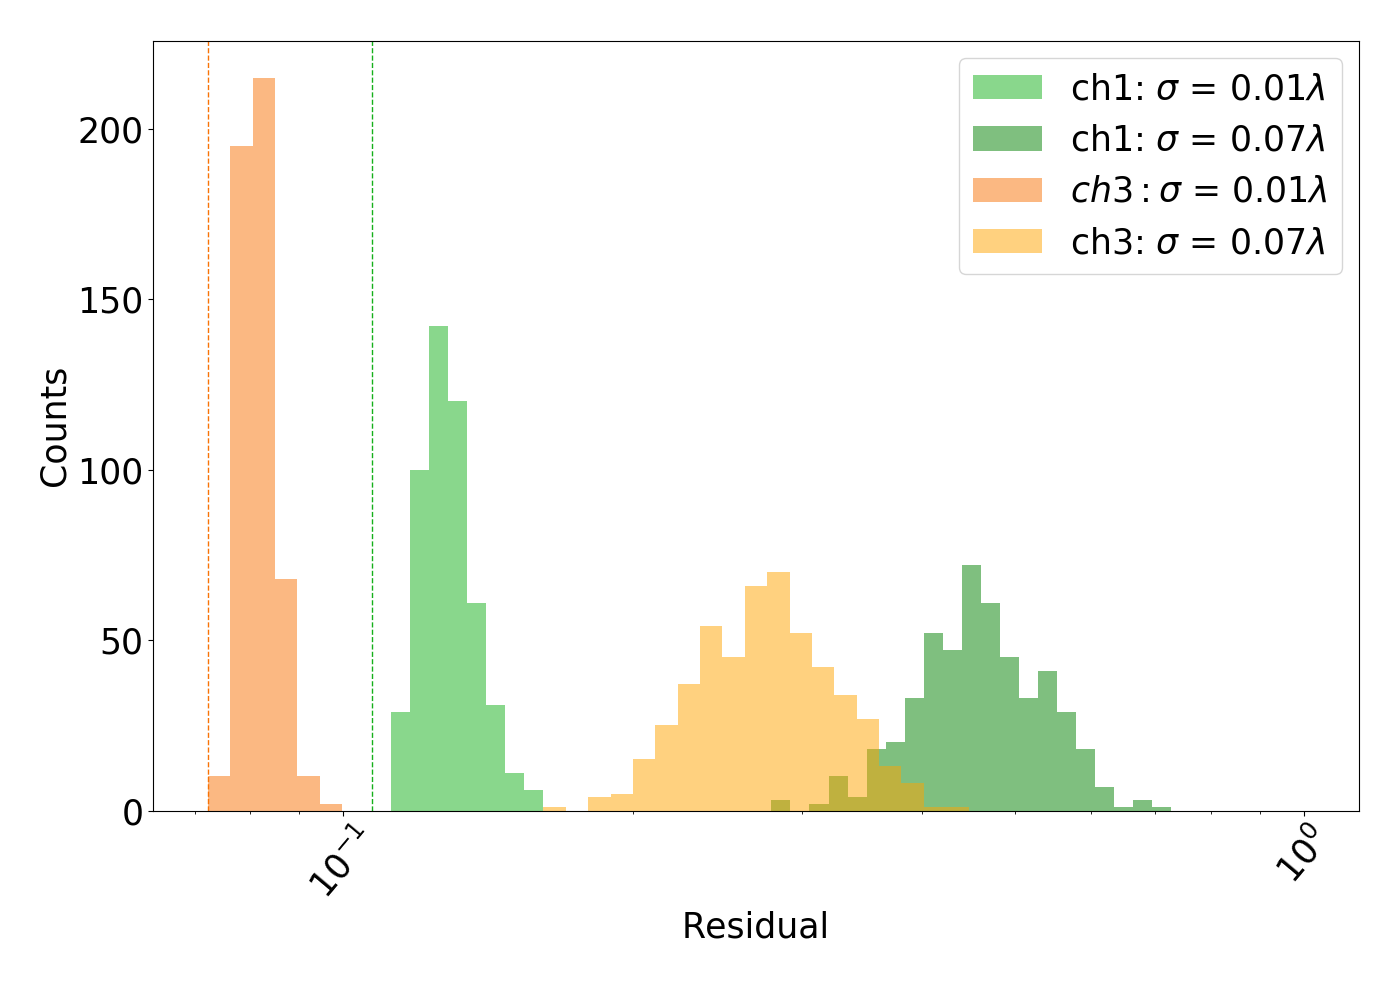 ch1: σ = 0.01λ
ch1: σ = 0.07λ
ch3 : σ = 0.01λ
ch3: σ = 0.07λ
200
150
100
50
0
Counts
10⁻¹
10⁰
Residual